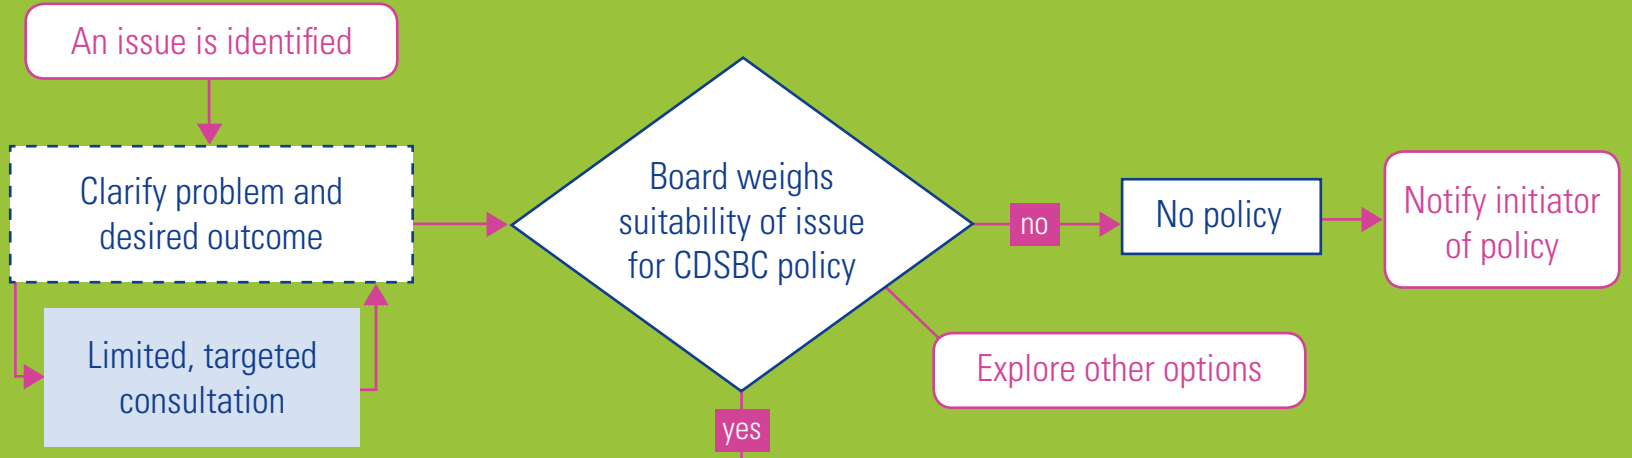 An issue is identified
Clarify problem and
desired outcome
Limited, targeted
consultation
Board weighs
suitability of issue
for CDSBC policy
no
No policy
Notify initiator
of policy
Explore other options
yes